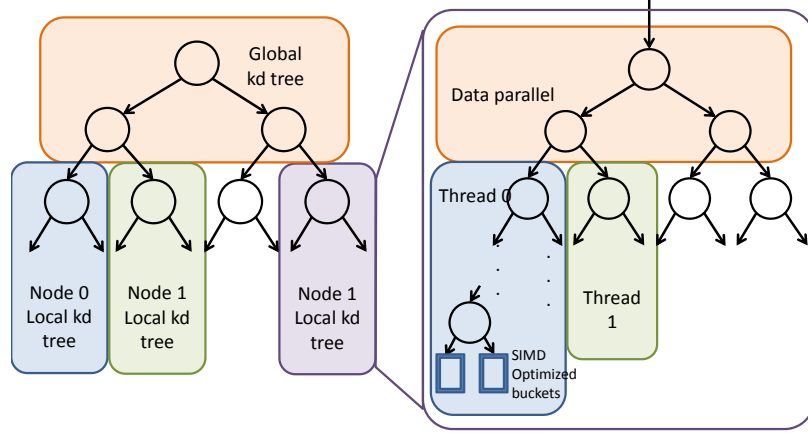 Global
kd tree
Node 0
Local kd
tree
Node 1
Local kd
tree
Node 1
Local kd
tree
Data parallel
Thread 0
Thread
1
SIMD
Optimized
buckets